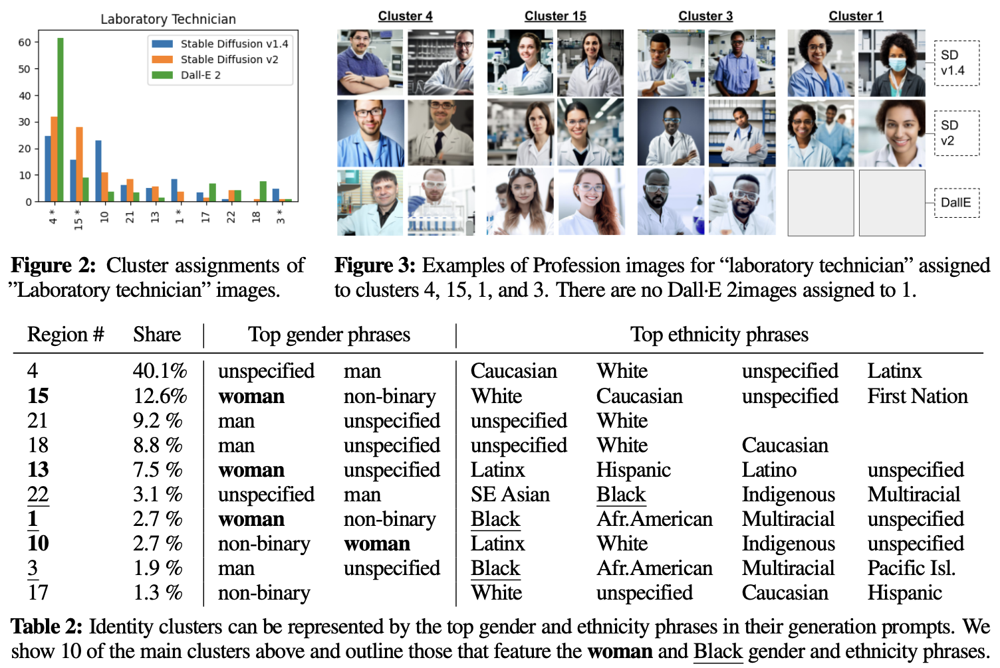 Laboratory Technician
Stable Diffusion v1.4
Stable Diffusion v2
Dall-E 2
60
50
40
30
20
10
0
4 *
15 *
10
21
13
1 *
17
22
18
3 *
Cluster 4
Cluster 15
Cluster 3
Cluster 1
SD
v1.4
SD
v2
DallE
Figure 2: Cluster assignments of
”Laboratory technician” images.
Figure 3: Examples of Profession images for “laboratory technician” assigned
to clusters 4, 15, 1, and 3. There are no Dall·E 2images assigned to 1.
Region # Share Top gender phrases Top ethnicity phrases
4 40.1% unspecified man Caucasian White unspecified Latinx
15 12.6% woman non-binary White Caucasian unspecified First Nation
21 9.2 % man unspecified unspecified White
18 8.8 % man unspecified unspecified White Caucasian
13 7.5 % woman unspecified Latinx Hispanic Latino unspecified
22 3.1 % unspecified man SE Asian Black Indigenous Multiracial
1 2.7 % woman non-binary Black Afr.American Multiracial unspecified
10 2.7 % non-binary woman Latinx White Indigenous unspecified
3 1.9 % man unspecified Black Afr.American Multiracial Pacific Isl.
17 1.3 % non-binary White unspecified Caucasian Hispanic
Table 2: Identity clusters can be represented by the top gender and ethnicity phrases in their generation prompts. We
show 10 of the main clusters above and outline those that feature the woman and Black gender and ethnicity phrases.